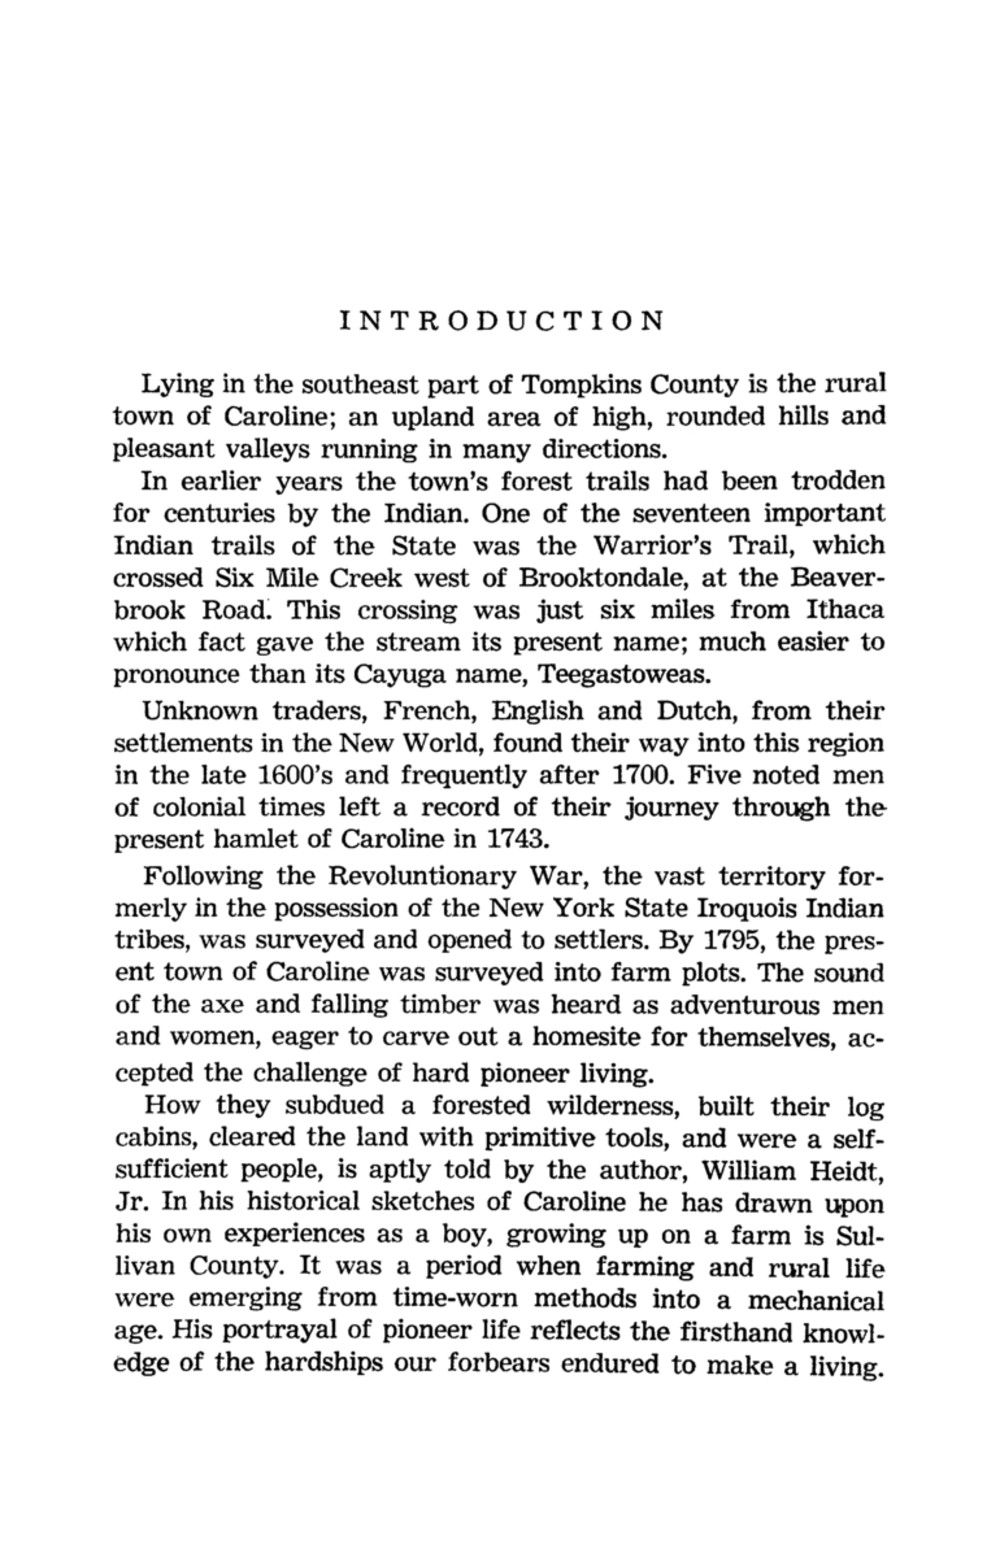 INTRODUCTION
Lying in the southeast part of Tompkins County is the rural
town of Caroline; an upland area of high, rounded hills and
pleasant valleys running in many directions.
In earlier years the town's forest trails had been trodden
for centuries by the Indian. One of the seventeen important
Indian trails of the State was the Warrior's Trail, which
crossed Six Mile Creek west of Brooktondale, at the Beaver-
brook Road. This crossing was just six miles from Ithaca
which fact gave the stream its present name; much easier to
pronounce than its Cayuga name, Teegastoweas.
Unknown traders, French, English and Dutch, from their
settlements in the New World, found their way into this region
in the late 1600's and frequently after 1700. Five noted men
of colonial times left a record of their journey through the
present hamlet of Caroline in 1743.
Following the Revoluntionary War, the vast territory for-
merly in the possession of the New York State Iroquois Indian
tribes, was surveyed and opened to settlers. By 1795, the pres-
ent town of Caroline was surveyed into farm plots. The sound
of the axe and falling timber was heard as adventurous men
and women, eager to carve out a homesite for themselves, ac-
cepted the challenge of hard pioneer living.
How they subdued a forested wilderness, built their log
cabins, cleared the land with primitive tools, and were a self-
sufficient people, is aptly told by the author, William Heidt,
Jr. In his historical sketches of Caroline he has drawn upon
his own experiences as a boy, growing up on a farm is Sul-
livan County. It was a period when farming and rural life
were emerging from time-worn methods into a mechanical
age. His portrayal of pioneer life reflects the firsthand knowl-
edge of the hardships our forbears endured to make a living.